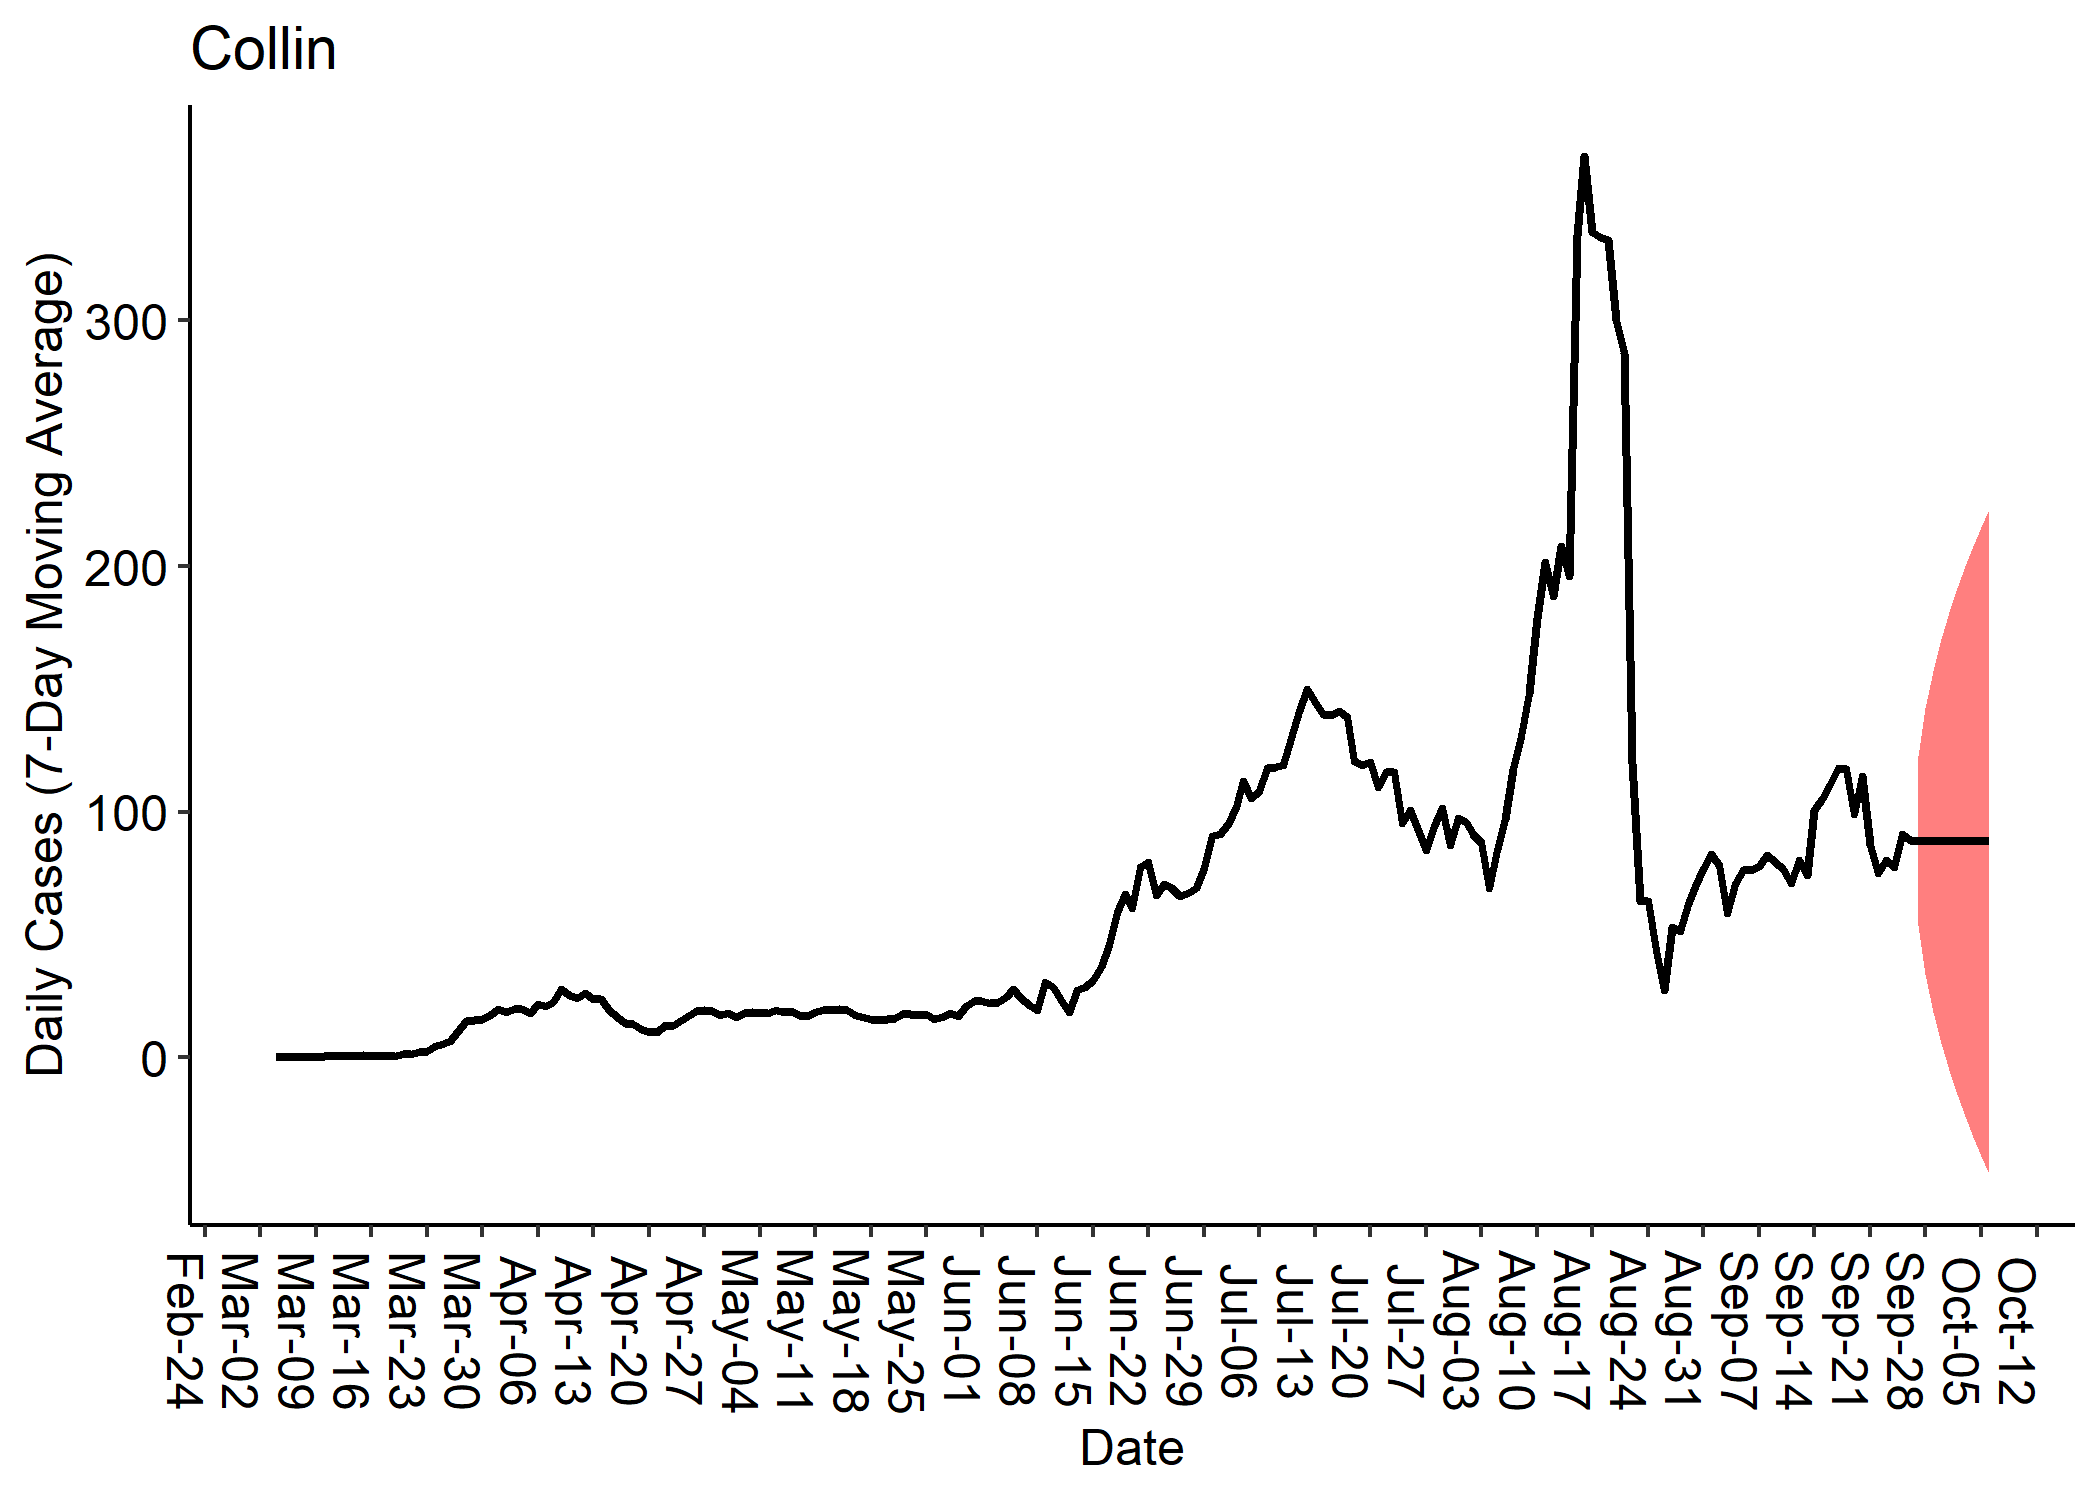 Collin
Daily Cases (7-Day Moving Average)
300
200
100
0
Feb-24
Mar-02
Mar-09
Mar-16
Mar-23
Mar-30
Apr-06
Apr-13
Apr-20
Apr-27
May-04
May-11
May-18
May-25
Jun-01
Jun-08
Jun-15
Jun-22
Jun-29
Jul-06
Jul-13
Jul-20
Jul-27
Aug-03
Aug-10
Aug-17
Aug-24
Aug-31
Sep-07
Sep-14
Sep-21
Sep-28
Oct-05
Oct-12
Date